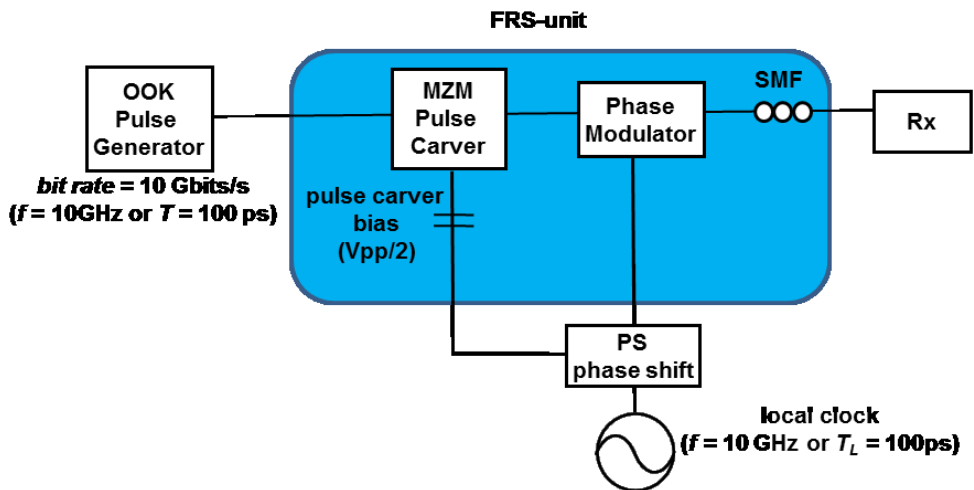 FRS-unit
OOK
Pulse
Generator
bit rate = 10 Gbits/s
(f = 10GHz or T = 100 ps)
MZM
Pulse
Carver
pulse carver
bias
(Vpp/2)
Phase
Modulator
SMF
Rx
PS
phase shift
local clock
(f = 10 GHz or T_L = 100ps)